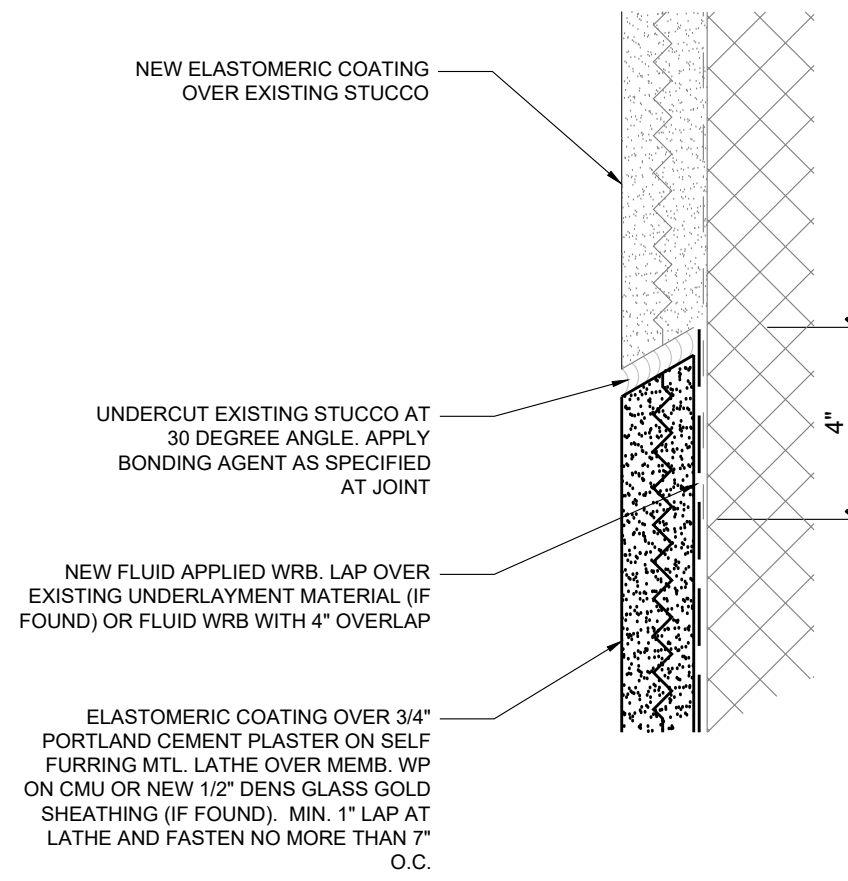 NEW ELASTOMERIC COATING
OVER EXISTING STUCCO
UNDERCUT EXISTING STUCCO AT
30 DEGREE ANGLE. APPLY
BONDING AGENT AS SPECIFIED
AT JOINT
4"
NEW FLUID APPLIED WRB. LAP OVER
EXISTING UNDERLAYMENT MATERIAL (IF
FOUND) OR FLUID WRB WITH 4" OVERLAP
ELASTOMERIC COATING OVER 3/4"
PORTLAND CEMENT PLASTER ON SELF
FURRING MTL. LATHE OVER MEMB. WP
ON CMU OR NEW 1/2" DENS GLASS GOLD
SHEATHING (IF FOUND).  MIN. 1" LAP AT
LATHE AND FASTEN NO MORE THAN 7"
O.C.